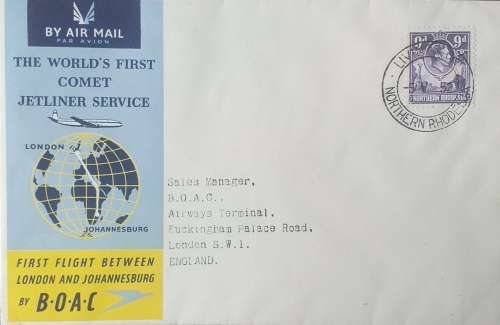 BY AIR MAIL
PAR AVION
THE WORLD'S FIRST
COMET
JETLINER SERVICE
LONDON
JOHANNESBURG
FIRST FLIGHT BETWEEN
LONDON AND JOHANNESBURG
BY B·O·A·C
9d 9d
NORTHERN RHODESIA
NORTHERN RHODES
Sales Manager,
B.O.A.C.,
Airways Terminal,
Buckingham Palace Road,
London S.W.1.
ENGLAND.